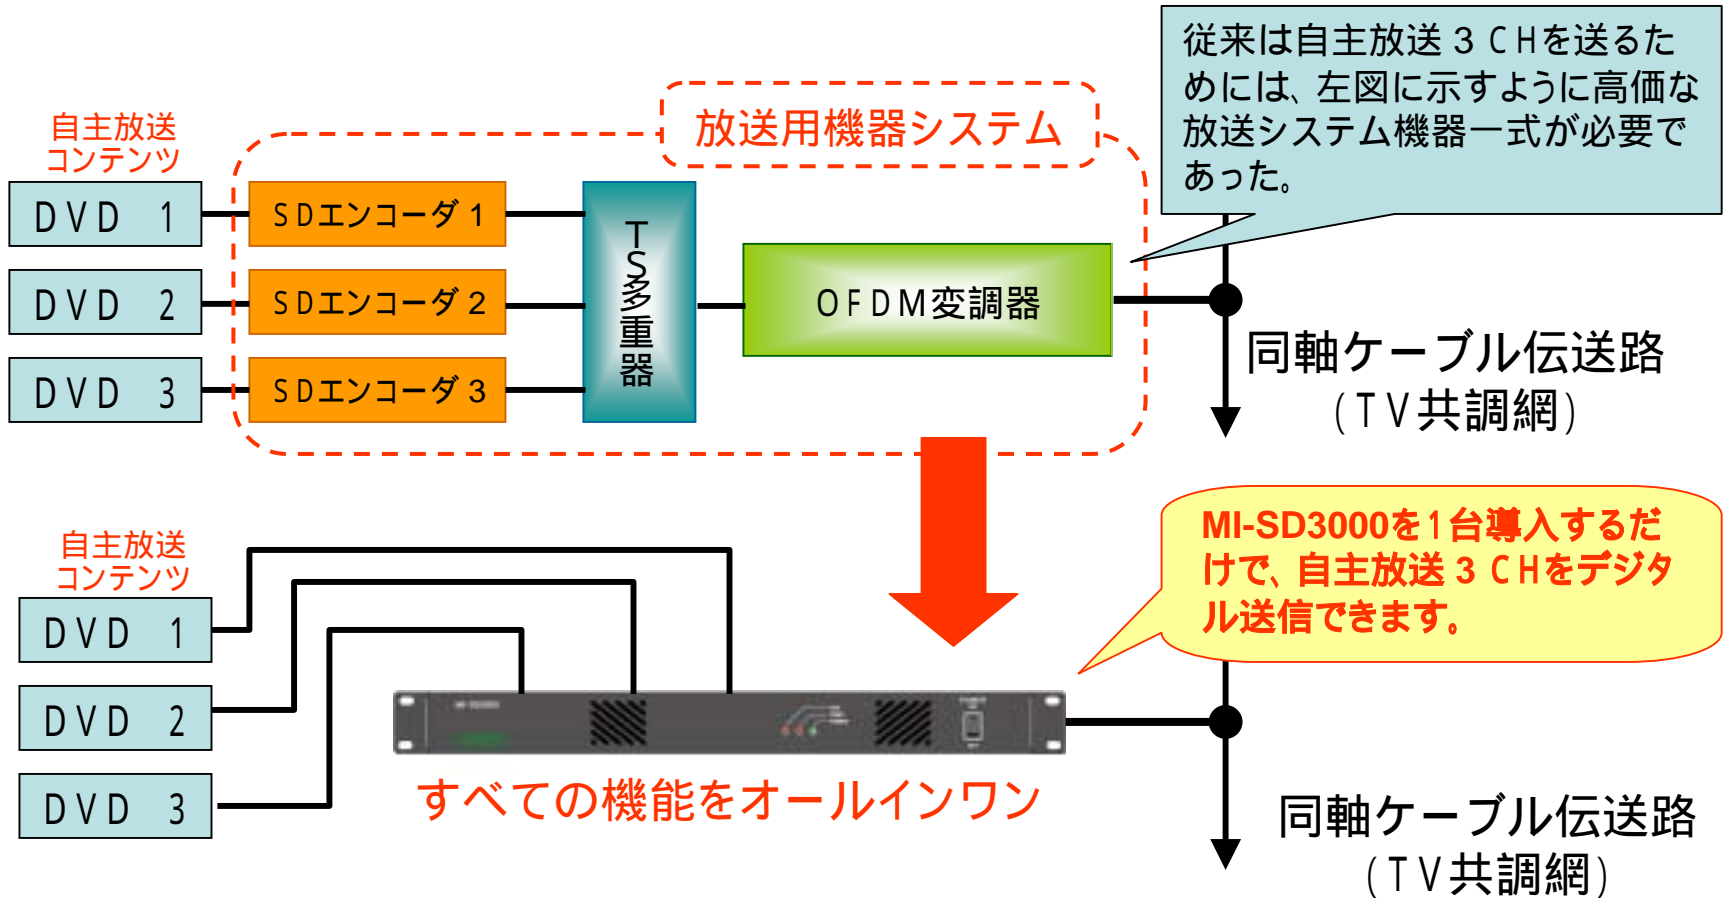 従来は自主放送３CHを送るた
めには、左図に示すように高価な
放送システム機器一式が必要で
あった。
放送用機器システム
自主放送
コンテンツ
DVD 1
SDエンコーダ1
DVD 2
SDエンコーダ2
DVD 3
SDエンコーダ3
TS多重器
OFDM変調器
同軸ケーブル伝送路
(TV共調網)
MI-SD3000を1台導入するだ
けで、自主放送３CHをデジタ
ル送信できます。
自主放送
コンテンツ
DVD 1
DVD 2
DVD 3
MI-SD3000
すべての機能をオールインワン
同軸ケーブル伝送路
(TV共調網)